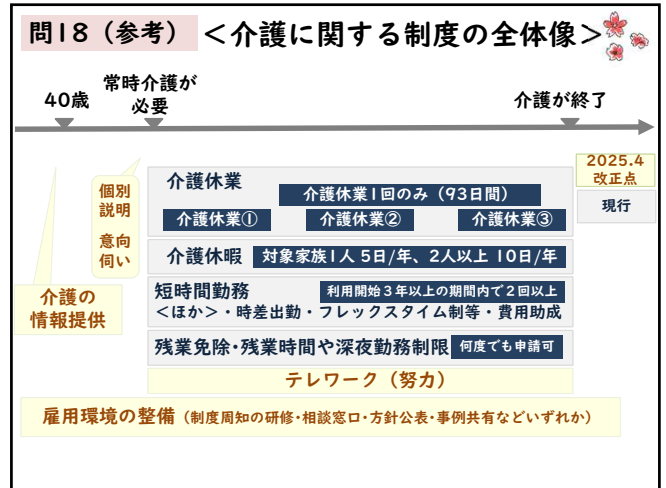 問18（参考）
＜介護に関する制度の全体像＞
40歳
常時介護が
必要
介護が終了
2025.4
改正点
現行
個別
説明
意向
伺い
介護の
情報提供
介護休業
介護休業1回のみ（93日間）
介護休業①
介護休業②
介護休業③
介護休暇
対象家族1人 5日/年、2人以上 10日/年
短時間勤務
利用開始３年以上の期間内で２回以上
＜ほか＞・時差出勤・フレックスタイム制等・費用助成
残業免除･残業時間や深夜勤務制限
何度でも申請可
テレワーク（努力）
雇用環境の整備（制度周知の研修･相談窓口･方針公表･事例共有などいずれか）